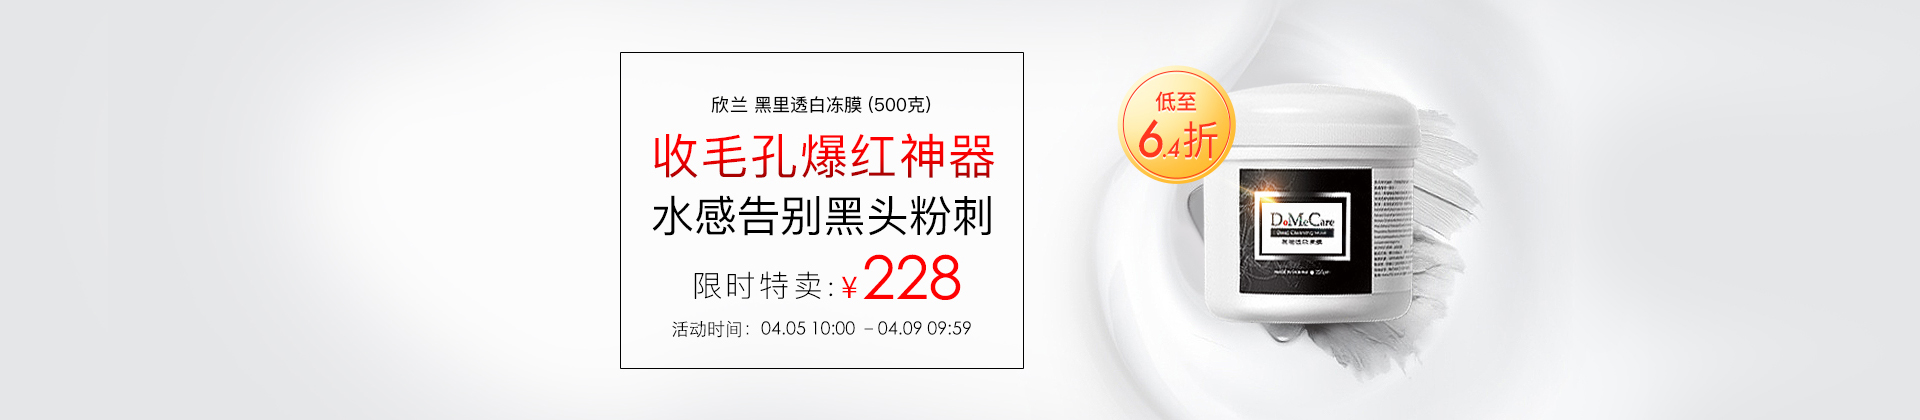 欣兰 黑里透白冻膜 (500克)
收毛孔爆红神器
水感告别黑头粉刺
限时特卖:¥228
活动时间：04.05 10:00 –04.09 09:59
低至
6.4折
DoMeCare